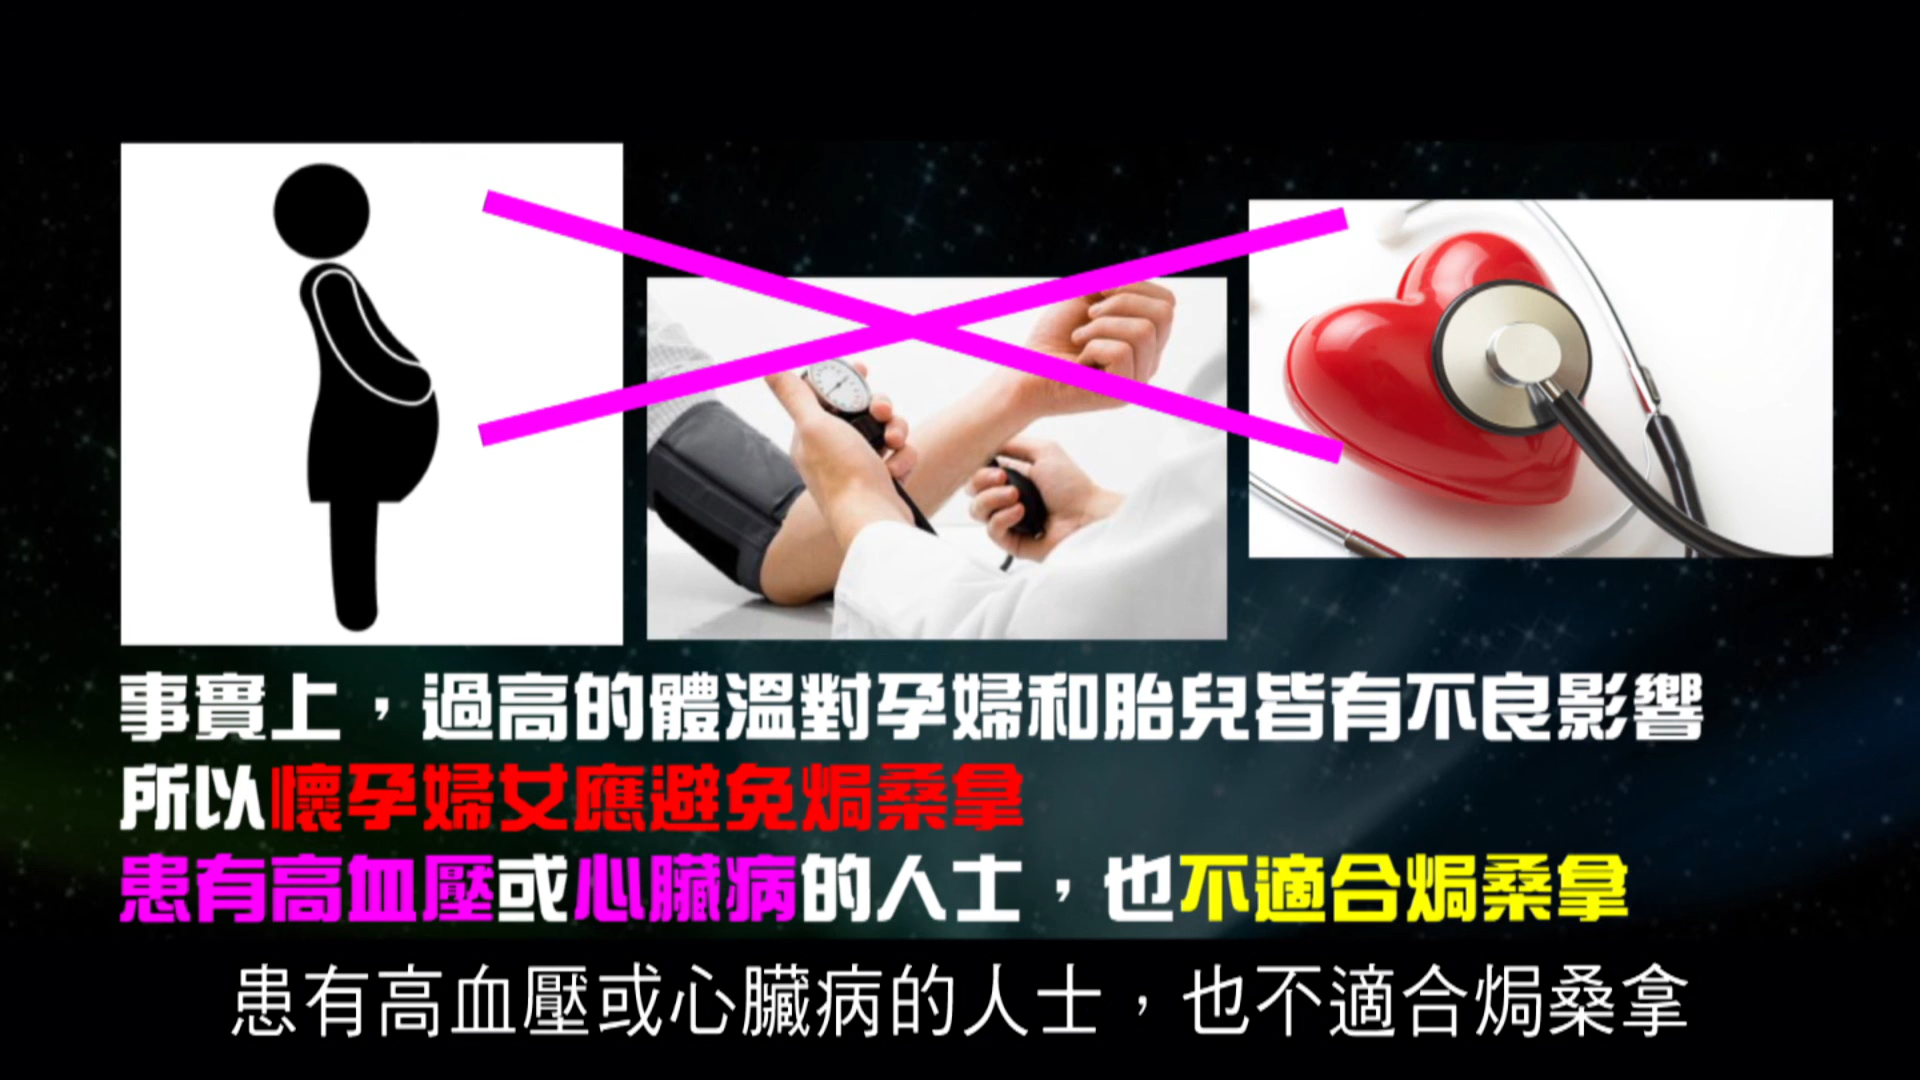 事實上，過高的體溫對孕婦和胎兒皆有不良影響
所以懷孕婦女應避免焗桑拿
患有高血壓或心臟病的人士，也不適合焗桑拿
患有高血壓或心臟病的人士，也不適合焗桑拿